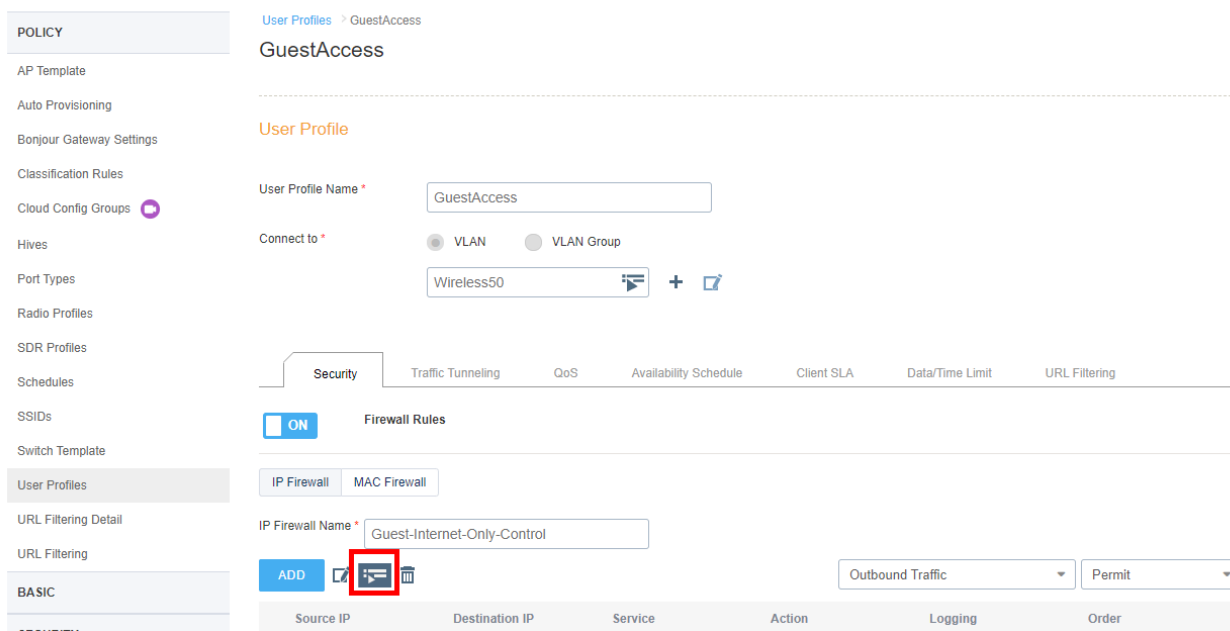 POLICY
AP Template
Auto Provisioning
Bonjour Gateway Settings
Classification Rules
Cloud Config Groups
Hives
Port Types
Radio Profiles
SDR Profiles
Schedules
SSIDs
Switch Template
User Profiles
URL Filtering Detail
URL Filtering
BASIC
User Profiles > GuestAccess
GuestAccess
User Profile
User Profile Name * GuestAccess
Connect to * VLAN VLAN Group
Wireless50
Security Traffic Tunneling QoS Availability Schedule Client SLA Data/Time Limit URL Filtering
ON Firewall Rules
IP Firewall MAC Firewall
IP Firewall Name * Guest-Internet-Only-Control
ADD Outbound Traffic Permit
Source IP Destination IP Service Action Logging Order